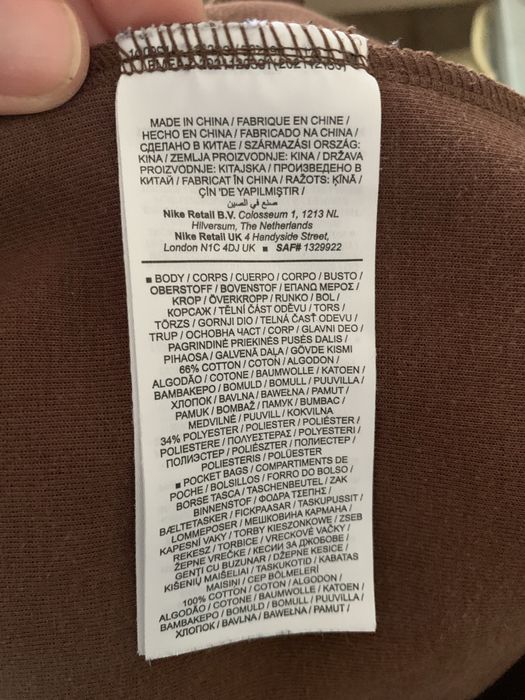 MADE IN CHINA / FABRIQUE EN CHINE /
HECHO EN CHINA / FABRICADO NA CHINA /
СДЕЛАНО В КИТАЕ / SZÁRMAZÁSI ORSZÁG:
KINA / ZEMLJA PROIZVODNJE: KINA / DRŽAVA
PROIZVODNJE: KITAJSKA / ПРОИЗВЕДЕНО В
КИТАЙ / FABRICAT ÎN CHINA / RAŽOTS: ĶĪNĀ /
ÇİN 'DE YAPILMIŞTIR /
صنع في الصين
Nike Retail B.V. Colosseum 1, 1213 NL
Hilversum, The Netherlands
Nike Retail UK 4 Handyside Street,
London N1C 4DJ UK ■ SAF# 1329922
■ BODY / CORPS / CUERPO / CORPO / BUSTO /
OBERSTOFF / BOVENSTOF / ΕΠΑΝΩ ΜΕΡΟΣ /
KROP / ÖVERKROPP / RUNKO / BOL /
КОРСАЖ / TĚLNÍ ČÁST ODĚVU / TORS /
TÖRZS / GORNJI DIO / TELNÁ ČASŤ ODEVU /
TRUP / ОСНОВНА ЧАСТ / CORP / GLAVNI DEO /
PAGRINDINĖ PRIEKINĖS PUSĖS DALIS /
PIHAOSA / GALVENĀ DAĻA / GÖVDE KISMI
66% COTTON / COTON / ALGODON /
ALGODÃO / COTONE / BAUMWOLLE / KATOEN /
ΒΑΜΒΑΚΕΡΟ / BOMULD / BOMULL / PUUVILLA /
ХЛОПОК / BAVLNA / BAWEŁNA / PAMUT /
PAMUK / BOMBAŽ / ПАМУК / BUMBAC /
MEDVILNĖ / PUUVILL / KOKVILNA
34% POLYESTER / POLIESTER / POLIÉSTER /
POLIESTERE / ΠΟΛΥΕΣΤΕΡΑΣ / POLYESTERI /
ПОЛИЭСТЕР / POLIÉSZTER / ПОЛИЕСТЕР /
POLIESTERIS / POLÜESTER
■ POCKET BAGS / COMPARTIMENTS DE
POCHE / BOLSILLOS / FORRO DO BOLSO /
BORSE TASCA / TASCHENBEUTEL / ZAK
BINNENSTOF / ΦΟΔΡΑ ΤΣΕΠΗΣ /
BÆLTETASKER / FICKPAASAR / TASKUPUSSIT /
LOMMEPOSER / МЕШКОВИНА КАРМАНА /
KAPESNÍ VAKY / TORBY KIESZONKOWE / ZSEB
REKESZ / TORBICE / VRECKOVÉ VAČKY /
ŽEPNE VREČKE / КЕСИИ ЗА ДЖОБОВЕ /
GENȚI CU BUZUNAR / DŽEPNE KESICE /
KIŠENIŲ MAIŠELIAI / TASKUKOTID / KABATAS
MAISIŅI / CEP BÖLMELERİ
100% COTTON / COTON / ALGODON /
ALGODÃO / COTONE / BAUMWOLLE / KATOEN /
ΒΑΜΒΑΚΕΡΟ / BOMULD / BOMULL / PUUVILLA /
ХЛОПОК / BAVLNA / BAWEŁNA / PAMUT /